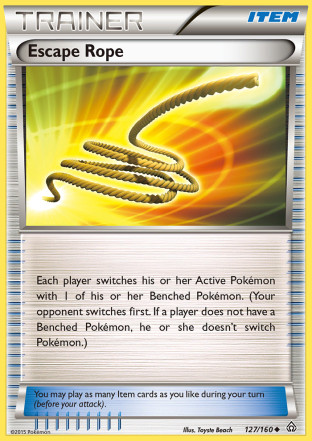 TRAINER ITEM
Escape Rope
Each player switches his or her Active Pokémon
with 1 of his or her Benched Pokémon. (Your
opponent switches first. If a player does not have a
Benched Pokémon, he or she doesn't switch
Pokémon.)
You may play as many Item cards as you like during your turn
(before your attack).
©2015 Pokémon Illus. Toyste Beach 127/160